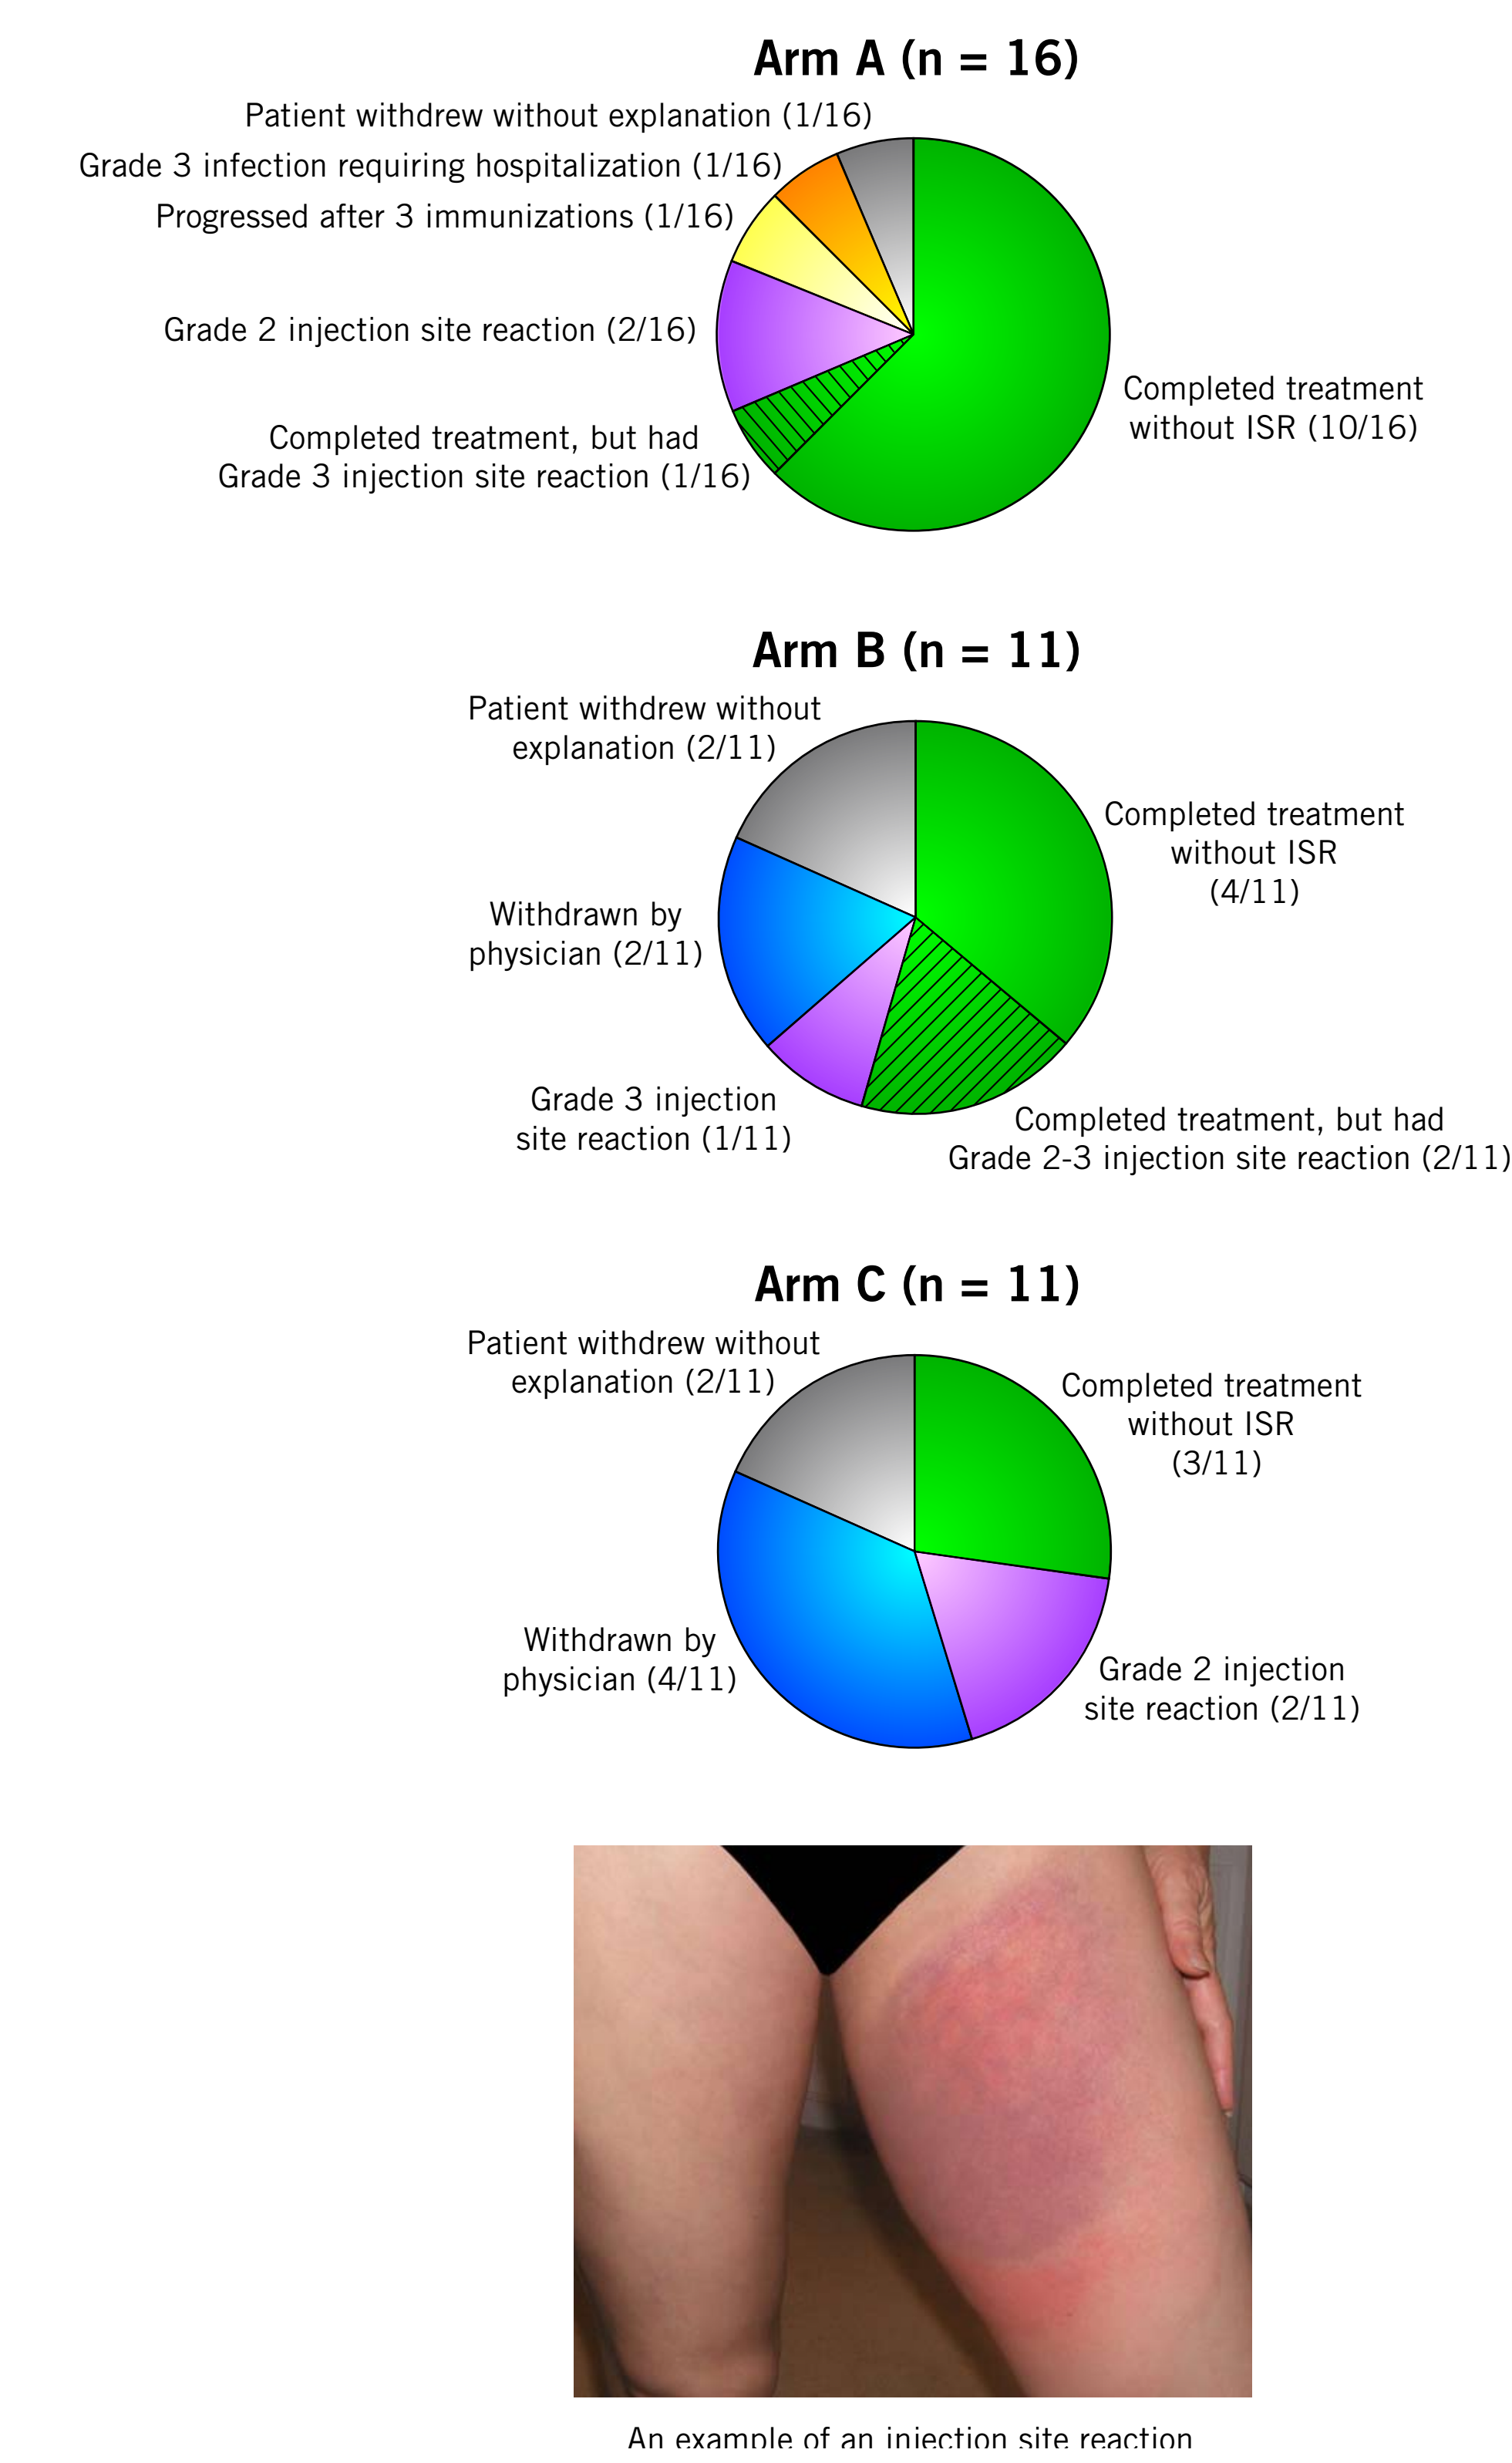 Arm A (n = 16)
Patient withdrew without explanation (1/16)
Grade 3 infection requiring hospitalization (1/16)
Progressed after 3 immunizations (1/16)
Grade 2 injection site reaction (2/16)
Completed treatment, but had
Grade 3 injection site reaction (1/16)
Completed treatment
without ISR (10/16)
Arm B (n = 11)
Patient withdrew without
explanation (2/11)
Completed treatment
without ISR
(4/11)
Withdrawn by
physician (2/11)
Grade 3 injection
site reaction (1/11)
Completed treatment, but had
Grade 2-3 injection site reaction (2/11)
Arm C (n = 11)
Patient withdrew without
explanation (2/11)
Completed treatment
without ISR
(3/11)
Withdrawn by
physician (4/11)
Grade 2 injection
site reaction (2/11)
An example of an injection site reaction